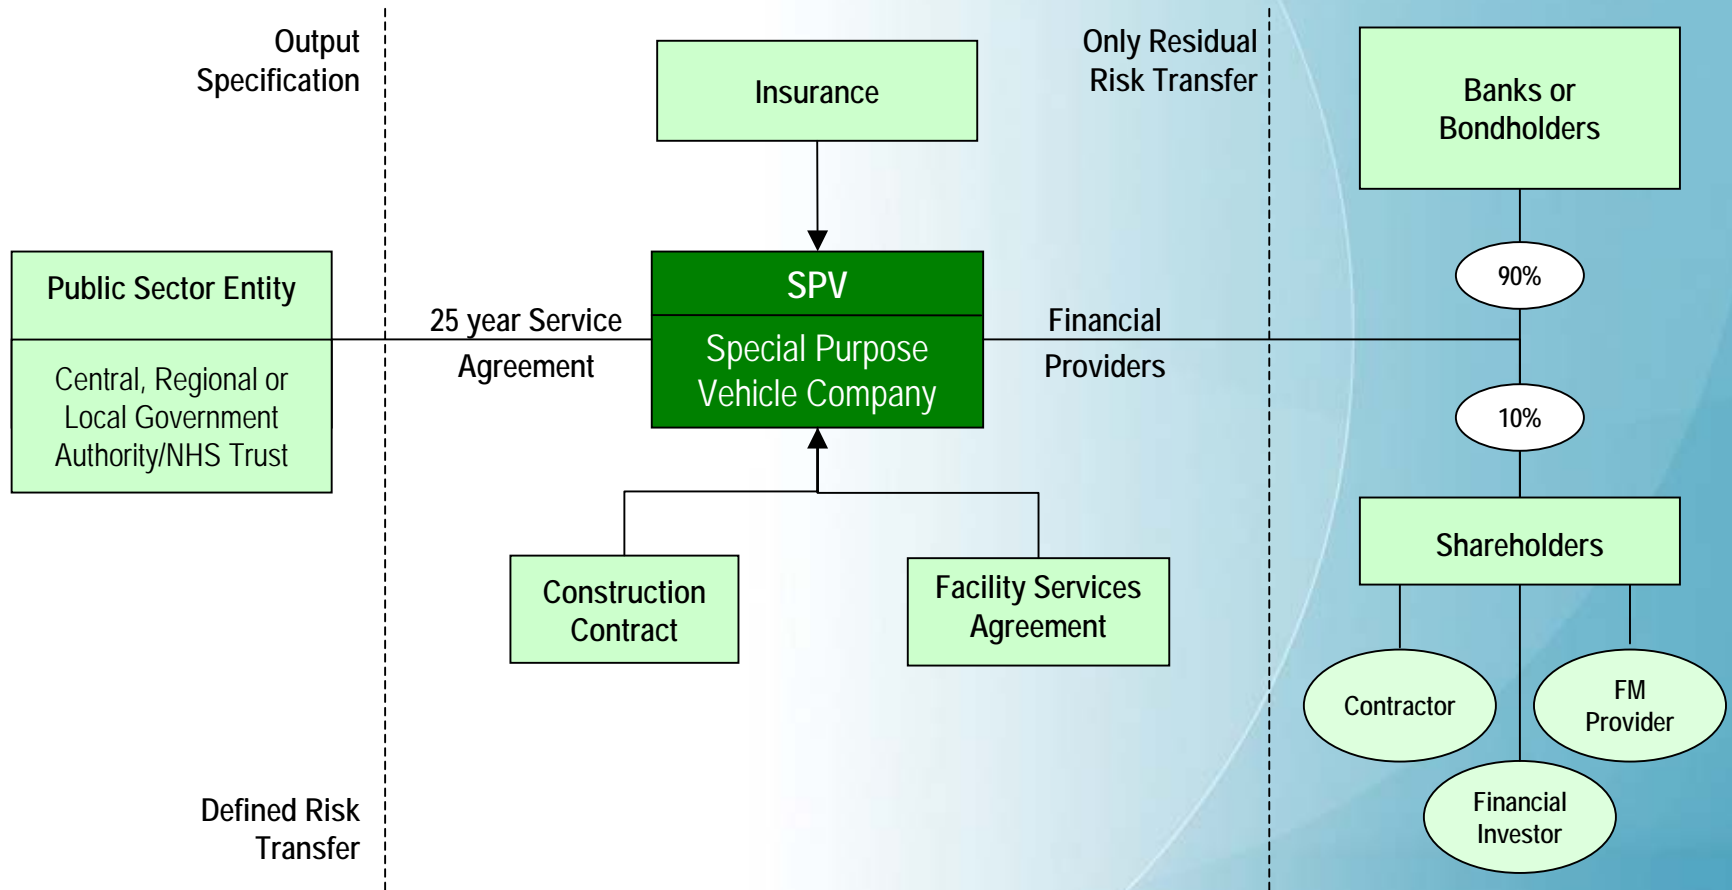 Output
Specification
Insurance
Only Residual
Risk Transfer
Banks or
Bondholders
90%
Public Sector Entity
Central, Regional or
Local Government
Authority/NHS Trust
25 year Service
Agreement
SPV
Special Purpose
Vehicle Company
Financial
Providers
10%
Construction
Contract
Facility Services
Agreement
Shareholders
Contractor
FM
Provider
Financial
Investor
Defined Risk
Transfer